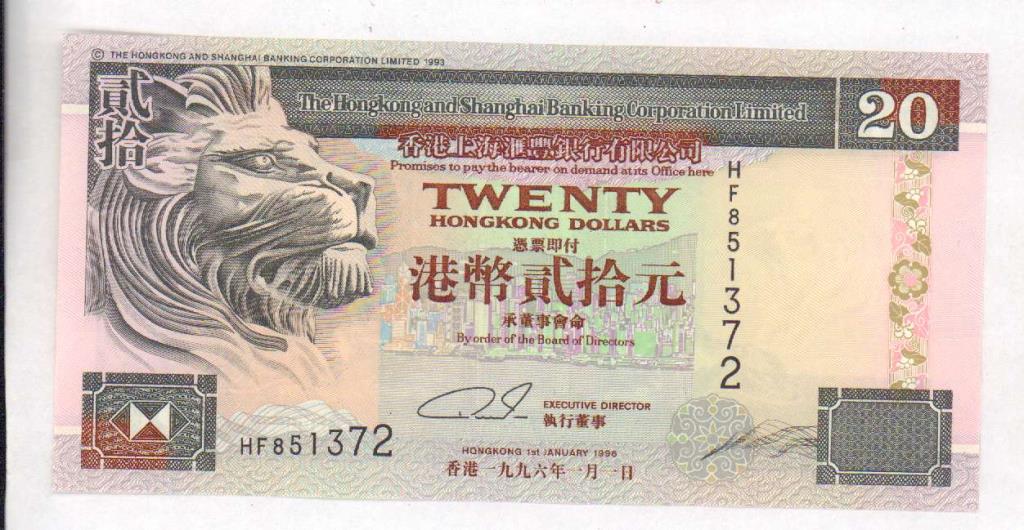 © THE HONGKONG AND SHANGHAI BANKING CORPORATION LIMITED 1993
貳拾
The Hongkong and Shanghai Banking Corporation Limited
20
香港上海滙豐銀行有限公司
Promises to pay the bearer on demand at its Office here
TWENTY
HONGKONG DOLLARS
憑票即付
港幣貳拾元
承董事會命
By order of the Board of Directors
HF851372
EXECUTIVE DIRECTOR
執行董事
HF851372
HONGKONG 1st JANUARY 1996
香港一九九六年一月一日